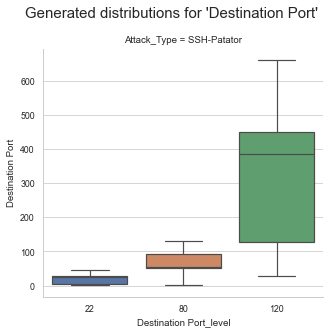 Generated distributions for 'Destination Port'
Attack_Type = SSH-Patator
600
500
400
300
200
100
0
Destination Port
22 80 120
Destination Port_level